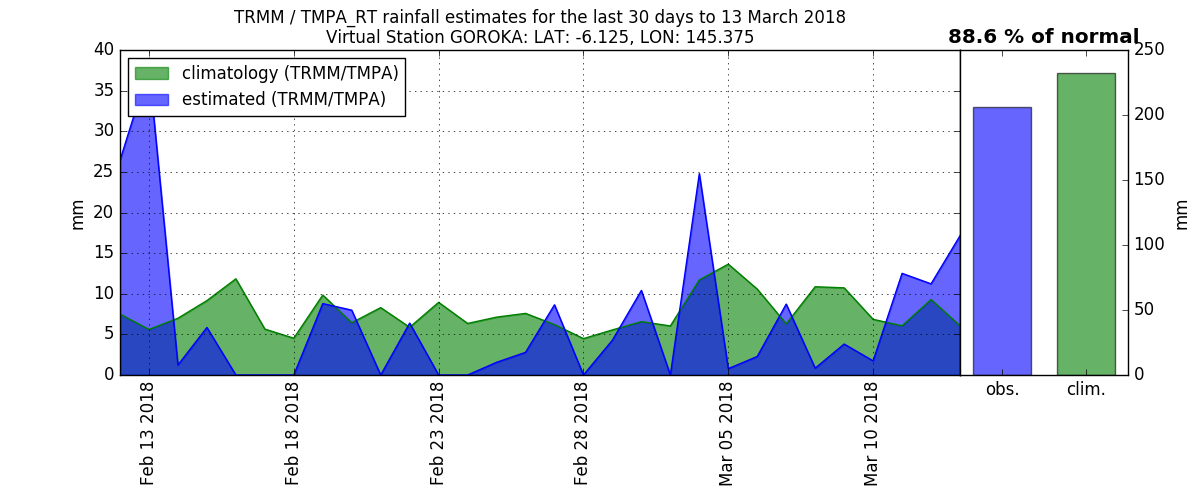 TRMM / TMPA_RT rainfall estimates for the last 30 days to 13 March 2018
Virtual Station GOROKA: LAT: -6.125, LON: 145.375
88.6 % of normal
climatology (TRMM/TMPA)
estimated (TRMM/TMPA)
mm
40
35
30
25
20
15
10
5
0
Feb 13 2018
Feb 18 2018
Feb 23 2018
Feb 28 2018
Mar 05 2018
Mar 10 2018
obs.
clim.
250
200
150
100
50
0
mm